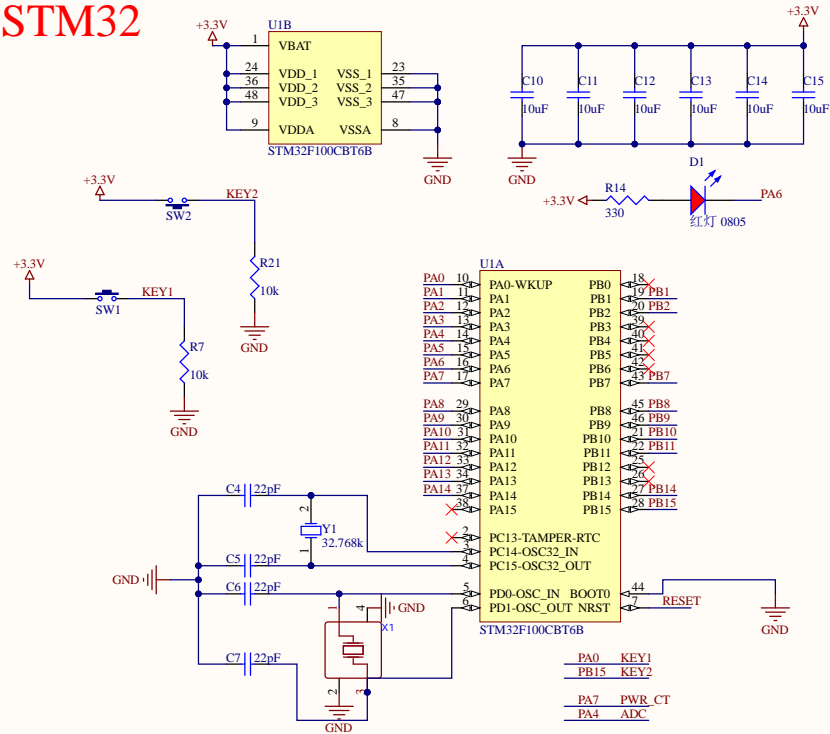 STM32
+3.3V
U1B
1 VBAT
24 VDD_1 VSS_1 23
36 VDD_2 VSS_2 35
48 VDD_3 VSS_3 47
9 VDDA VSSA 8
STM32F100CBT6B
GND
+3.3V
C10 C11 C12 C13 C14 C15
10uF 10uF 10uF 10uF 10uF 10uF
GND
D1
+3.3V R14 PA6
330 红灯 0805
+3.3V
KEY2
SW2
R21
10k
GND
+3.3V
KEY1
SW1
R7
10k
GND
U1A
PA0 10 PA0-WKUP PB0 18
PA1 11 PA1 PB1 19 PB1
PA2 12 PA2 PB2 20 PB2
PA3 13 PA3 PB3 39
PA4 14 PA4 PB4 40
PA5 15 PA5 PB5 41
PA6 16 PA6 PB6 42
PA7 17 PA7 PB7 43 PB7
PA8 29 PA8 PB8 45 PB8
PA9 30 PA9 PB9 46 PB9
PA10 31 PA10 PB10 21 PB10
PA11 32 PA11 PB11 22 PB11
PA12 33 PA12 PB12 25
PA13 34 PA13 PB13 26
PA14 37 PA14 PB14 27 PB14
38 PA15 PB15 28 PB15
2 PC13-TAMPER-RTC
3 PC14-OSC32_IN
4 PC15-OSC32_OUT
5 PD0-OSC_IN BOOT0 44
6 PD1-OSC_OUT NRST 7 RESET
STM32F100CBT6B
GND
C4 22pF
2
Y1
32.768k
1
C5 22pF
GND
C6 22pF
1 4 GND
X1
C7 22pF
2 3
GND
PA0 KEY1
PB15 KEY2
PA7 PWR_CT
PA4 ADC